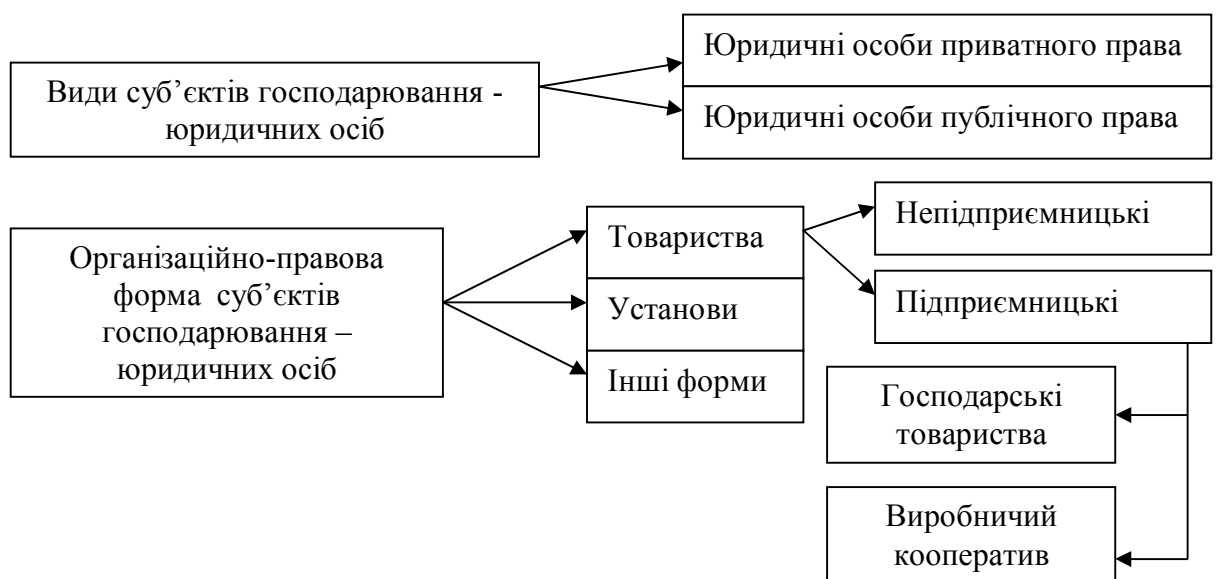 Види суб’єктів господарювання -
юридичних осіб
Юридичні особи приватного права
Юридичні особи публічного права
Організаційно-правова
форма суб’єктів
господарювання –
юридичних осіб
Товариства
Установи
Інші форми
Непідприємницькі
Підприємницькі
Господарські
товариства
Виробничий
кооператив